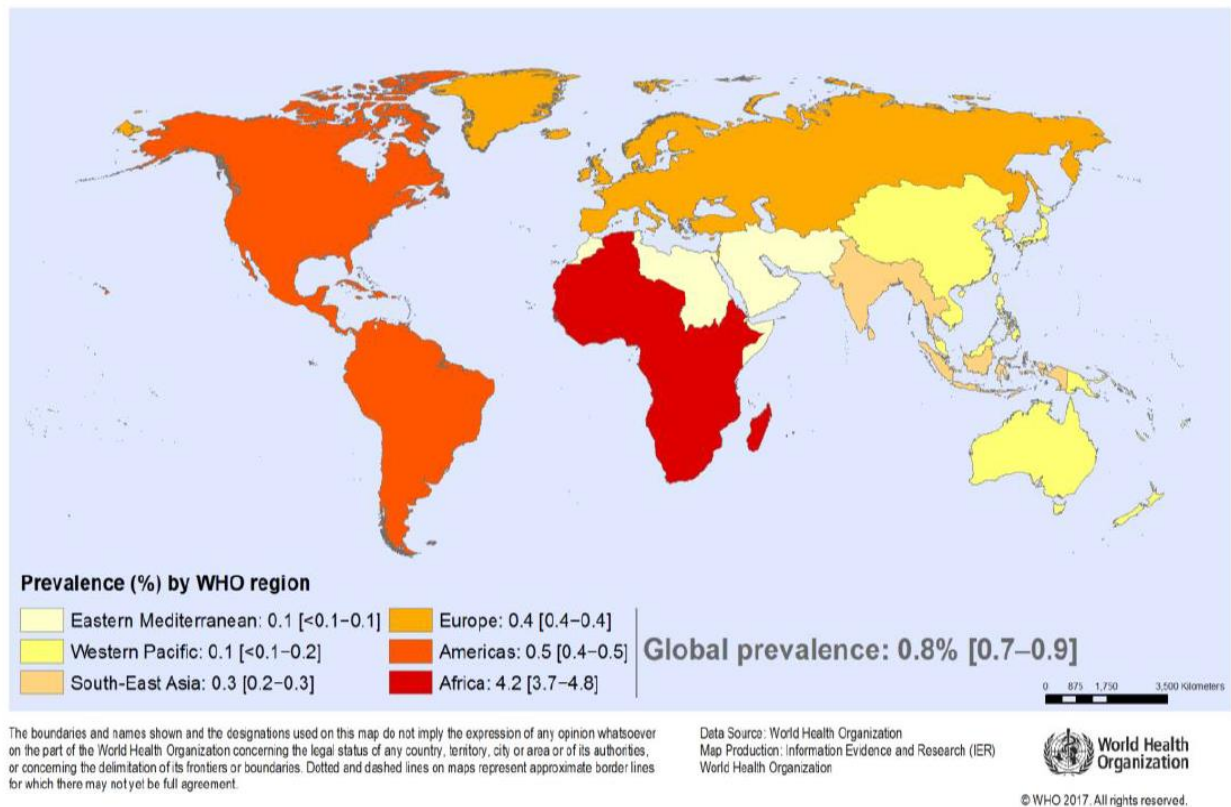 Prevalence (%) by WHO region
Eastern Mediterranean: 0.1 [<0.1–0.1]
Western Pacific: 0.1 [<0.1–0.2]
South-East Asia: 0.3 [0.2–0.3]
Europe: 0.4 [0.4–0.4]
Americas: 0.5 [0.4–0.5]
Africa: 4.2 [3.7–4.8]
Global prevalence: 0.8% [0.7–0.9]
0 875 1,750 3,500 Kilometers
The boundaries and names shown and the designations used on this map do not imply the expression of any opinion whatsoever
on the part of the World Health Organization concerning the legal status of any country, territory, city or area or of its authorities,
or concerning the delimitation of its frontiers or boundaries. Dotted and dashed lines on maps represent approximate border lines
for which there may not yet be full agreement.
Data Source: World Health Organization
Map Production: Information Evidence and Research (IER)
World Health Organization
World Health
Organization
© WHO 2017. All rights reserved.